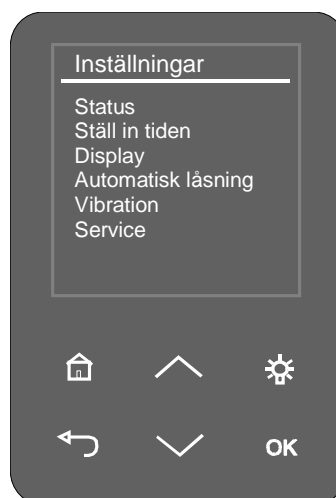 Inställningar
Status
Ställ in tiden
Display
Automatisk låsning
Vibration
Service
OK